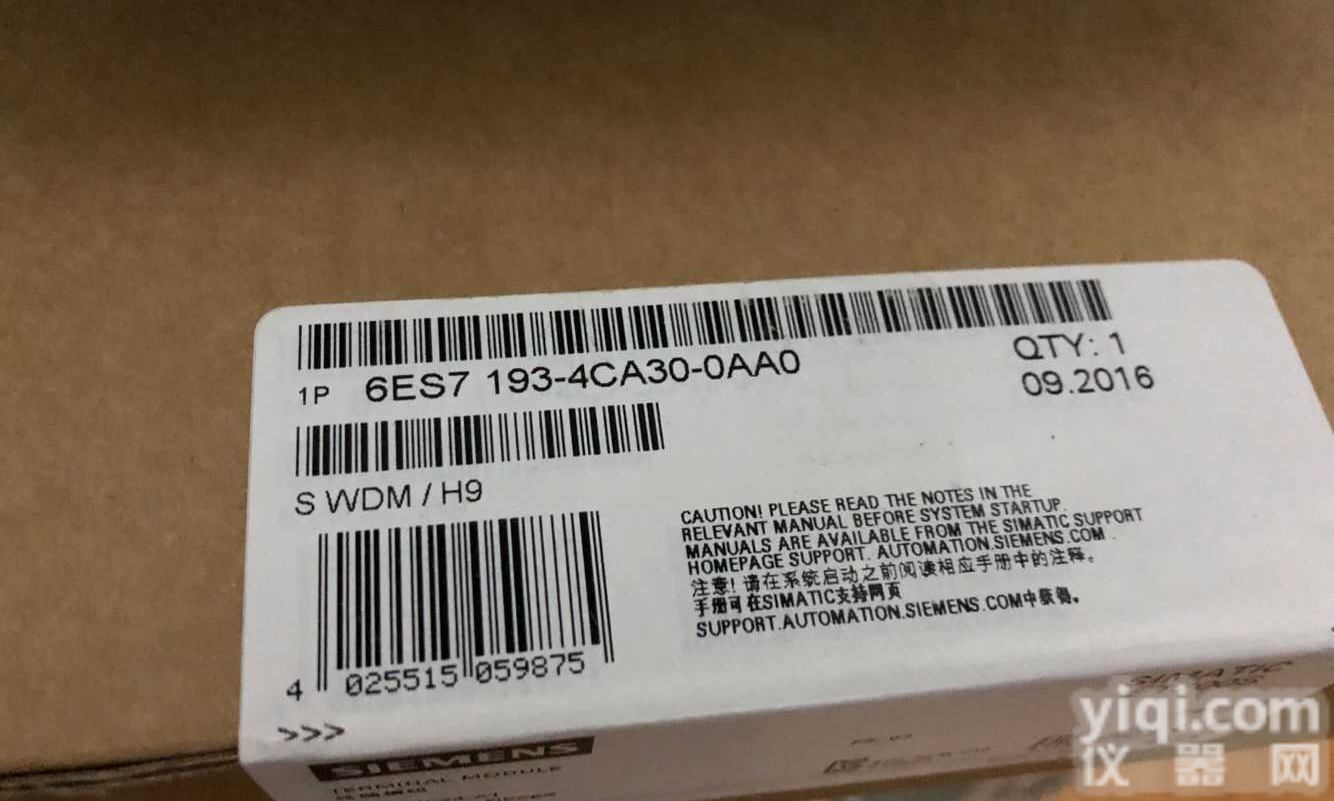 1P 6ES7 193-4CA30-0AA0
QTY: 1
09.2016
S WDM / H9
CAUTION! PLEASE READ THE NOTES IN THE
RELEVANT MANUAL BEFORE SYSTEM STARTUP.
MANUALS ARE AVAILABLE FROM THE SIMATIC SUPPORT
HOMEPAGE SUPPORT. AUTOMATION.SIEMENS.COM .
注意! 请在系统启动之前阅读相应手册中的注释。
手册可在SIMATIC支持网页
SUPPORT.AUTOMATION.SIEMENS.COM中获得。
4 025515 059875
>>>
SIEMENS
TERMINAL MODULE
SIMATIC
yiqi.com
仪器网